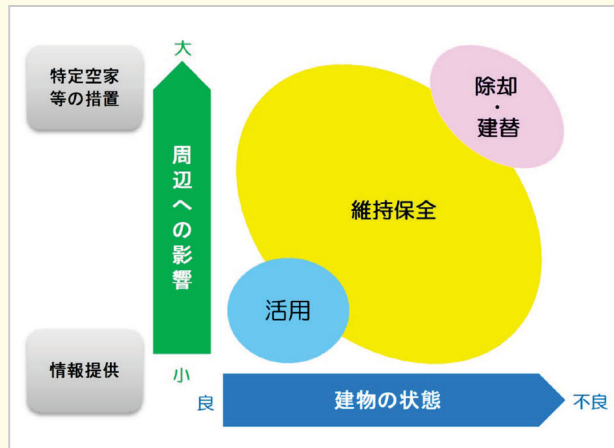 特定空家
等の措置
大
周辺への影響
除却
・
建替
維持保全
活用
情報提供
小
良
建物の状態
不良